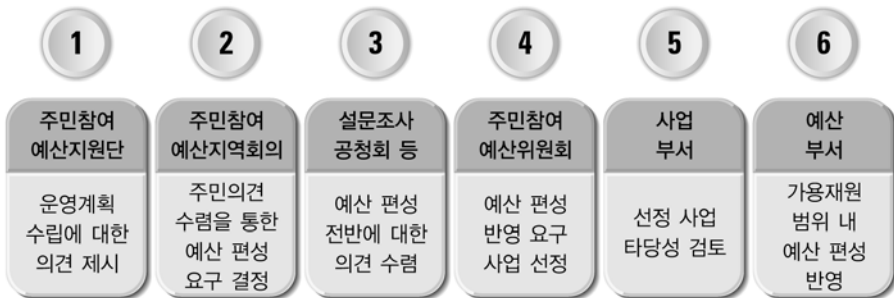 1
2
3
4
5
6
주민참여
예산지원단
운영계획
수립에 대한
의견 제시
주민참여
예산지역회의
주민의견
수렴을 통한
예산 편성
요구 결정
설문조사
공청회 등
예산 편성
전반에 대한
의견 수렴
주민참여
예산위원회
예산 편성
반영 요구
사업 선정
사업
부서
선정 사업
타당성 검토
예산
부서
가용재원
범위 내
예산 편성
반영